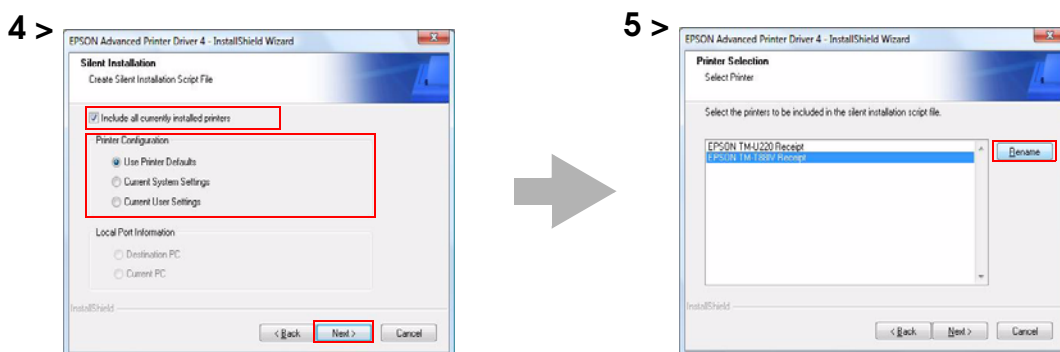 4 >
EPSON Advanced Printer Driver 4 - InstallShield Wizard
Silent Installation
Create Silent Installation Script File
Include all currently installed printers
Printer Configuration
Use Printer Defaults
Current System Settings
Current User Settings
Local Port Information
Destination PC
Current PC
InstallShield
< Back
Next >
Cancel
5 >
EPSON Advanced Printer Driver 4 - InstallShield Wizard
Printer Selection
Select Printer
Select the printers to be included in the silent installation script file.
EPSON TM-U220 Receipt
EPSON TM-T88IV Receipt
Rename
InstallShield
< Back
Next >
Cancel